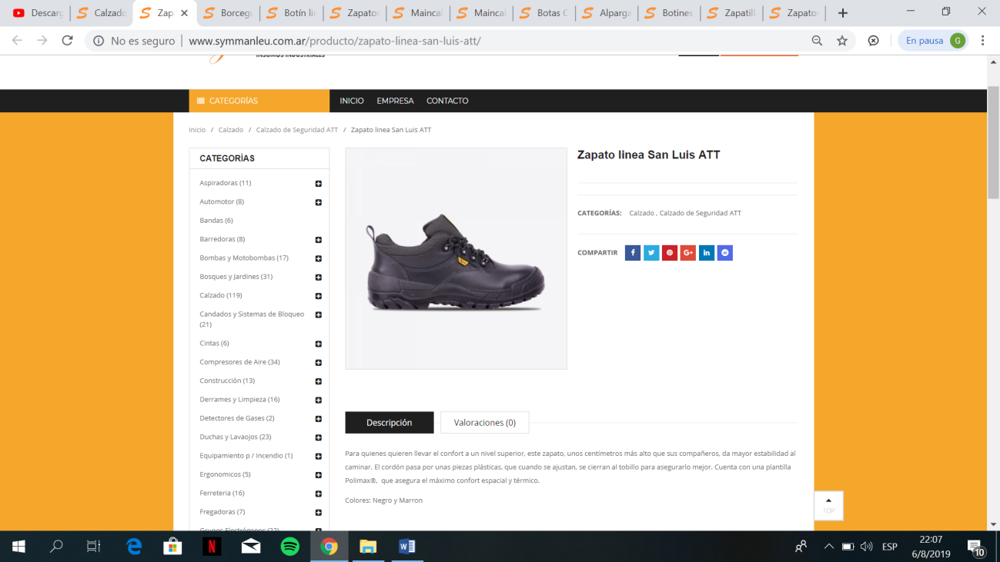 Descarg
Calzado
Zap
Borcegu
Botín lin
Zapatos
Maincal
Maincal
Botas C
Alparga
Botines
Zapatill
Zapatos
No es seguro | www.symmanleu.com.ar/producto/zapato-linea-san-luis-att/
En pausa G
INSUMOS INDUSTRIALES
CATEGORÍAS
INICIO EMPRESA CONTACTO
Inicio / Calzado / Calzado de Seguridad ATT / Zapato linea San Luis ATT
CATEGORÍAS
Aspiradoras (11)
Automotor (8)
Bandas (6)
Barredoras (8)
Bombas y Motobombas (17)
Bosques y Jardines (31)
Calzado (119)
Candados y Sistemas de Bloqueo
(21)
Cintas (6)
Compresores de Aire (34)
Construcción (13)
Derrames y Limpieza (16)
Detectores de Gases (2)
Duchas y Lavaojos (23)
Equipamiento p / Incendio (1)
Ergonomicos (5)
Ferreteria (16)
Fregadoras (7)
Grupos Electrógenos (22)
Zapato linea San Luis ATT
CATEGORÍAS: Calzado , Calzado de Seguridad ATT
COMPARTIR
Descripción
Valoraciones (0)
Para quienes quieren llevar el confort a un nivel superior, este zapato, unos centímetros más alto que sus compañeros, da mayor estabilidad al
caminar. El cordón pasa por unas piezas plásticas, que cuando se ajustan, se cierran al tobillo para asegurarlo mejor. Cuenta con una plantilla
Polimax®, que asegura el máximo confort espacial y térmico.
Colores: Negro y Marron
TOP
ESP
22:07
6/8/2019
10